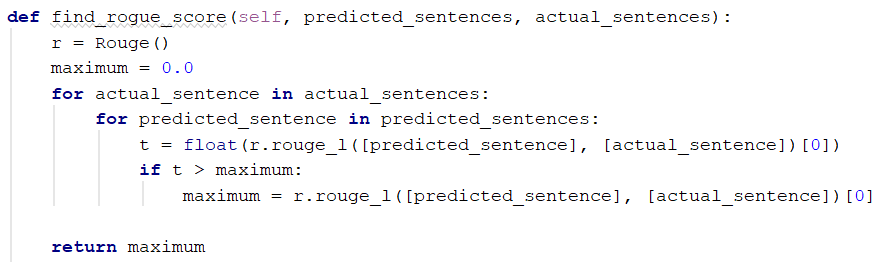 def find_rogue_score(self, predicted_sentences, actual_sentences):
    r = Rouge()
    maximum = 0.0
    for actual_sentence in actual_sentences:
        for predicted_sentence in predicted_sentences:
            t = float(r.rouge_l([predicted_sentence], [actual_sentence])[0])
            if t > maximum:
                maximum = r.rouge_l([predicted_sentence], [actual_sentence])[0]
    return maximum